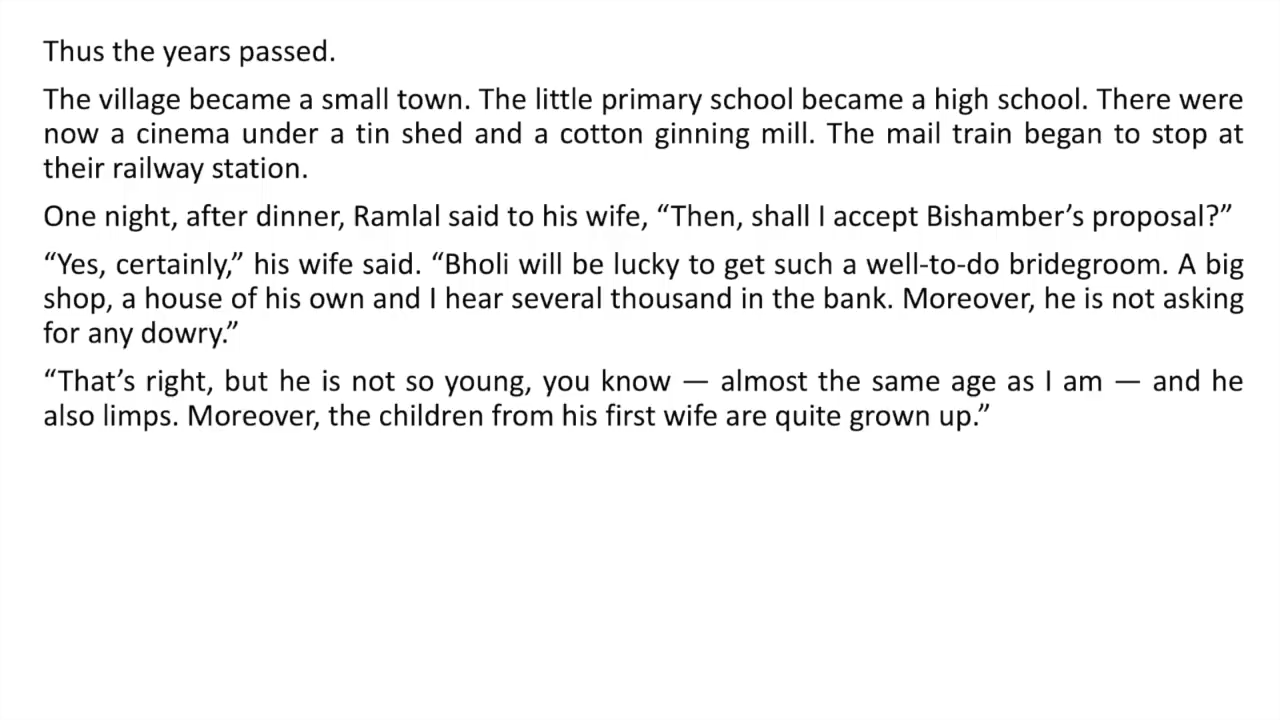 Thus the years passed.
The village became a small town. The little primary school became a high school. There were
now a cinema under a tin shed and a cotton ginning mill. The mail train began to stop at
their railway station.
One night, after dinner, Ramlal said to his wife, “Then, shall I accept Bishamber’s proposal?”
“Yes, certainly,” his wife said. “Bholi will be lucky to get such a well-to-do bridegroom. A big
shop, a house of his own and I hear several thousand in the bank. Moreover, he is not asking
for any dowry.”
“That’s right, but he is not so young, you know — almost the same age as I am — and he
also limps. Moreover, the children from his first wife are quite grown up.”